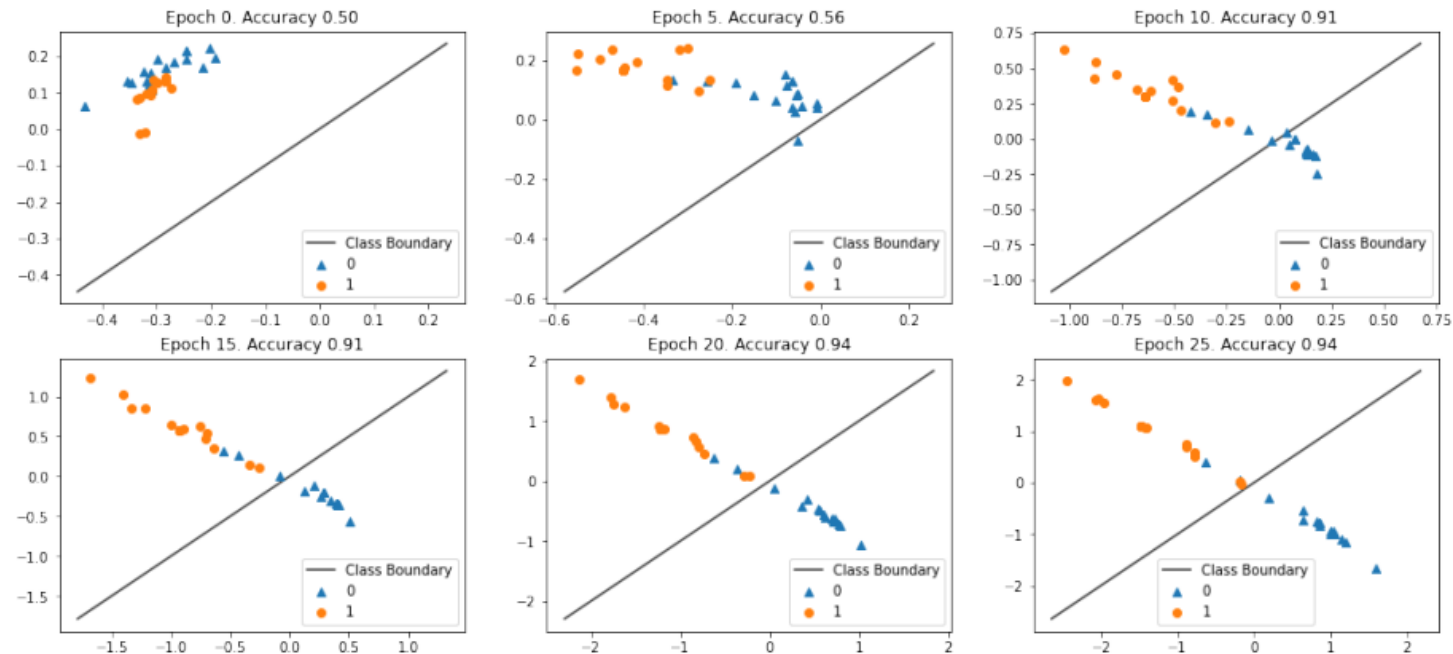 Epoch 0. Accuracy 0.50
0.2
0.1
0.0
−0.1
−0.2
−0.3
−0.4
Class Boundary
0
1
−0.4 −0.3 −0.2 −0.1 0.0 0.1 0.2
Epoch 5. Accuracy 0.56
0.2
0.0
−0.2
−0.4
−0.6
Class Boundary
0
1
−0.6 −0.4 −0.2 0.0 0.2
Epoch 10. Accuracy 0.91
0.75
0.50
0.25
0.00
−0.25
−0.50
−0.75
−1.00
Class Boundary
0
1
−1.00 −0.75 −0.50 −0.25 0.00 0.25 0.50 0.75
Epoch 15. Accuracy 0.91
1.0
0.5
0.0
−0.5
−1.0
−1.5
Class Boundary
0
1
−1.5 −1.0 −0.5 0.0 0.5 1.0
Epoch 20. Accuracy 0.94
2
1
0
−1
−2
Class Boundary
0
1
−2 −1 0 1 2
Epoch 25. Accuracy 0.94
2
1
0
−1
−2
Class Boundary
0
1
−2 −1 0 1 2